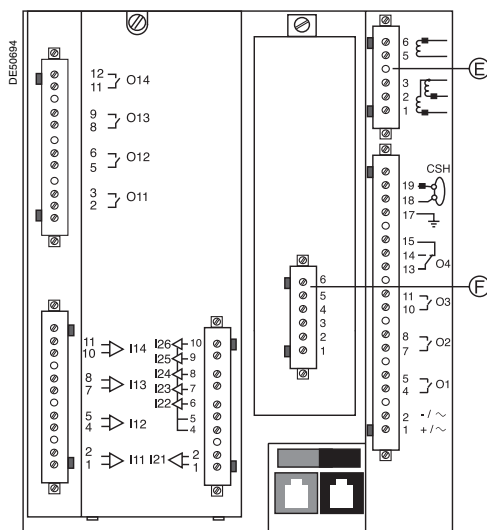 DE50694
12
11 O14
9
8 O13
6
5 O12
3
2 O11
11
10 I14
8
7 I13
5
4 I12
2
1 I11
I26 10
I25 9
I24 8
I23 7
I22 6
5
4
I21 2
1
6
5
4
3
2
1
F
6
5
E
3
2
1
CSH
19
18
17
15
14
13 O4
11
10 O3
8
7 O2
5
4 O1
2 - / ~
1 + / ~